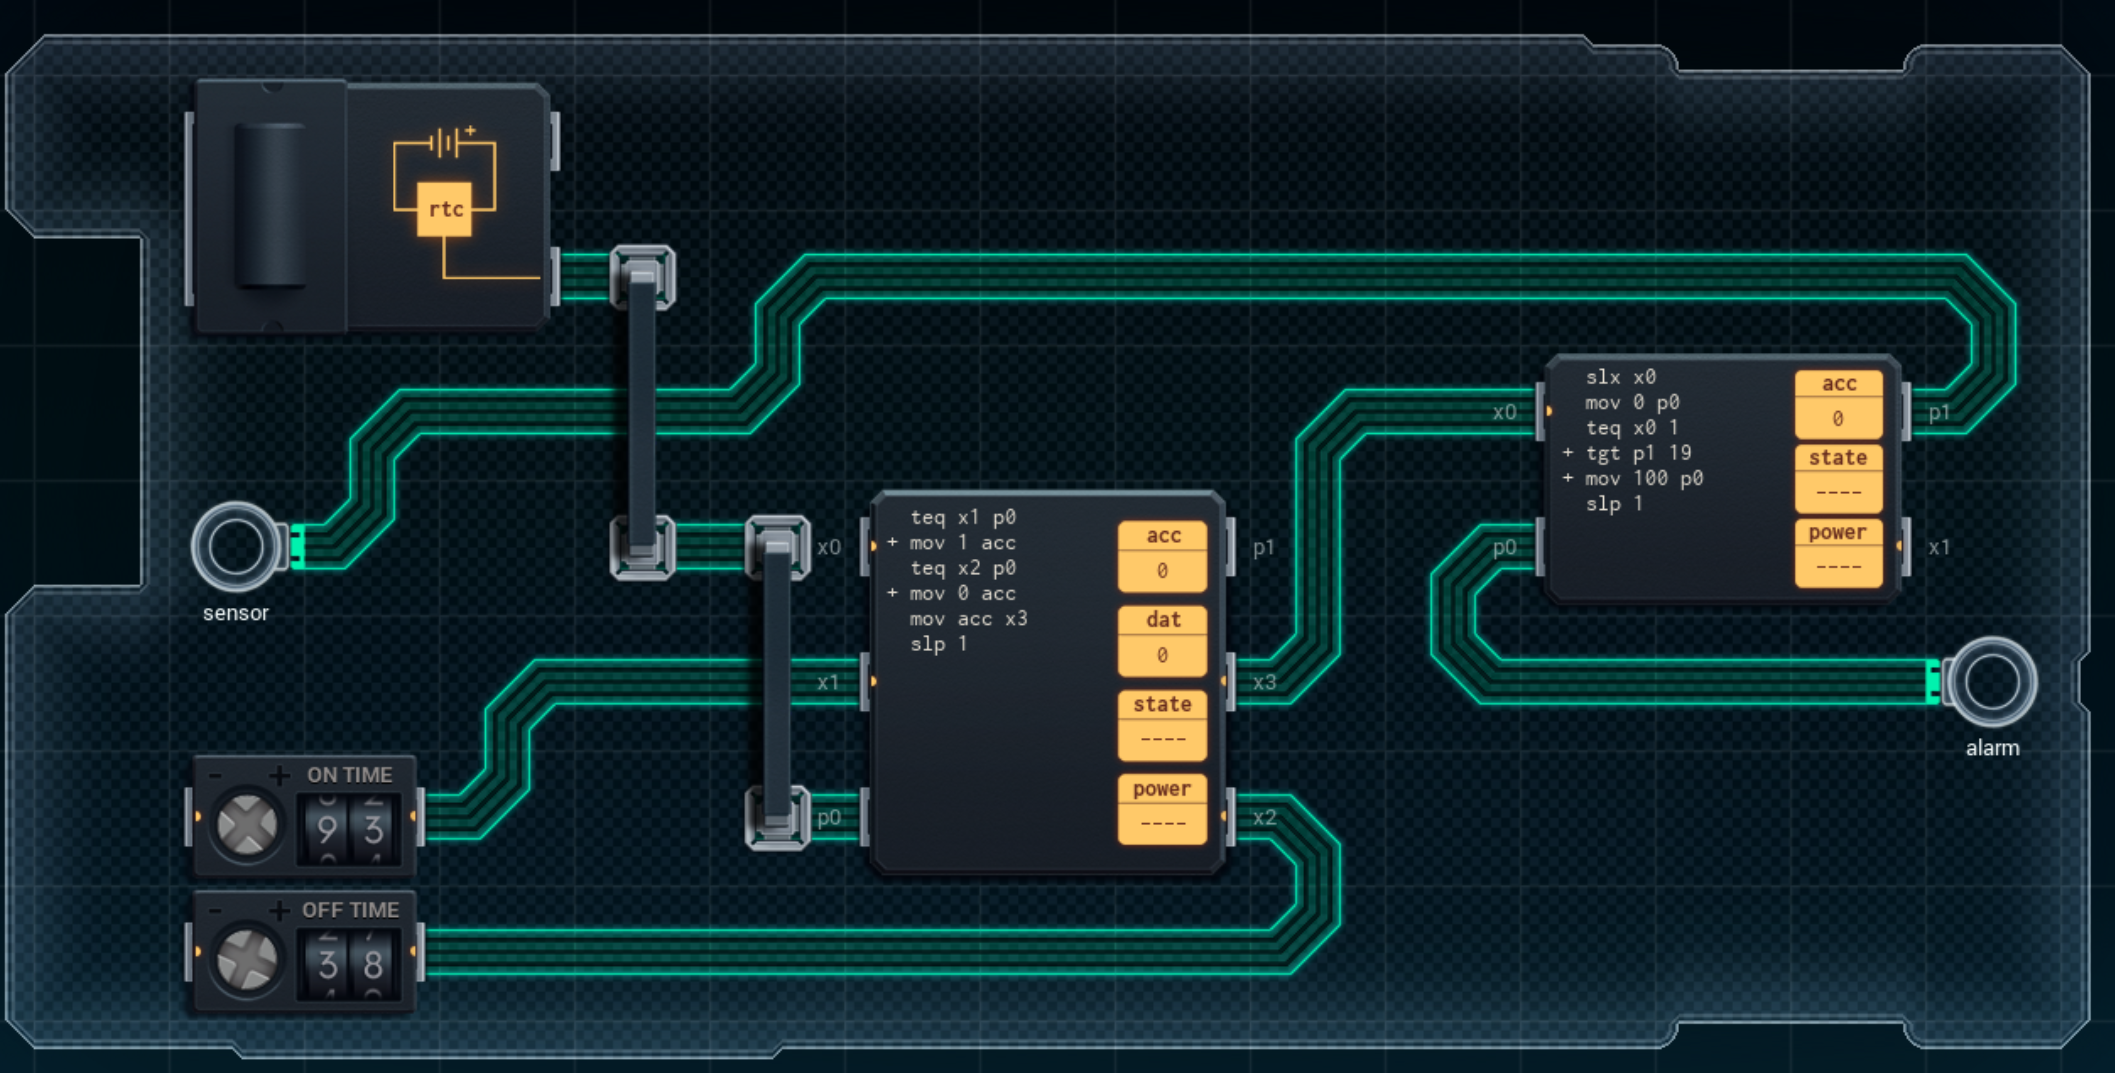 rtc
sensor
x0
teq x1 p0
+ mov 1 acc
teq x2 p0
+ mov 0 acc
mov acc x3
slp 1
acc
0
dat
0
state
----
power
----
p1
x1
x3
p0
x2
x0
slx x0
mov 0 p0
teq x0 1
+ tgt p1 19
+ mov 100 p0
slp 1
acc
0
state
----
power
----
p1
p0
x1
alarm
- + ON TIME
9 3
- + OFF TIME
3 8